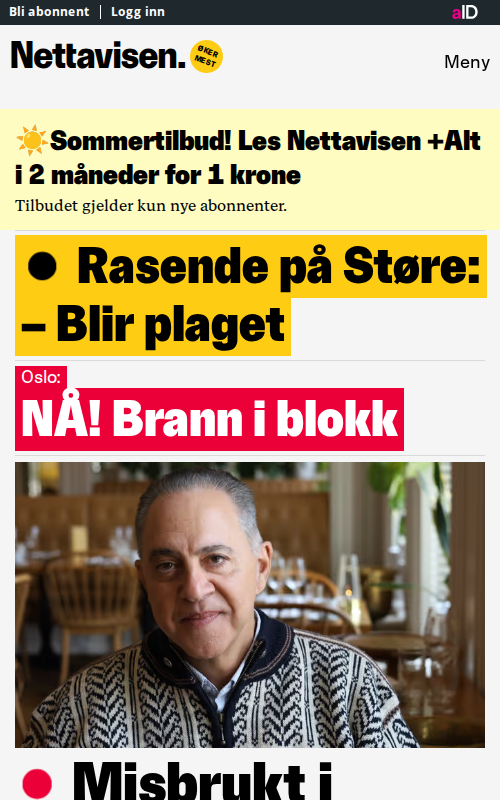 Bli abonnent | Logg inn
aID
Nettavisen.
ØKER
MEST
Meny
☀️Sommertilbud! Les Nettavisen +Alt
i 2 måneder for 1 krone
Tilbudet gjelder kun nye abonnenter.
Rasende på Støre:
– Blir plaget
Oslo:
NÅ! Brann i blokk
Misbrukt i